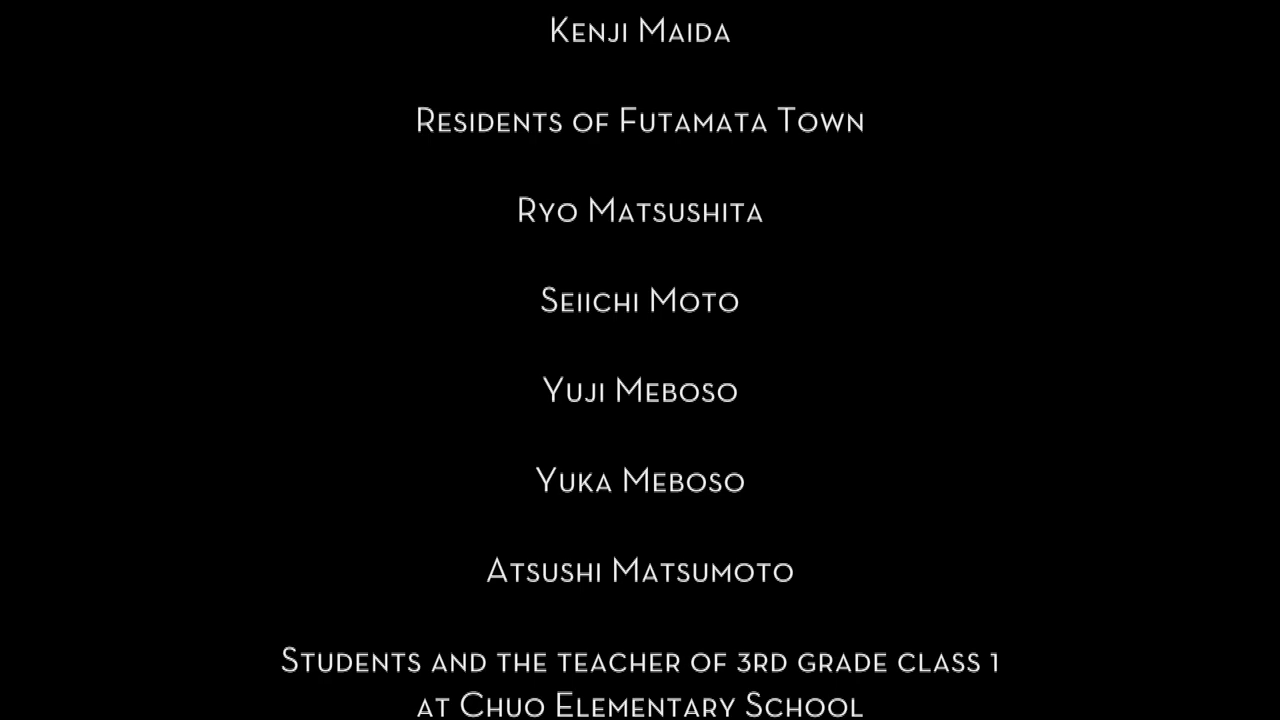 Kenji Maida
Residents of Futamata Town
Ryo Matsushita
Seiichi Moto
Yuji Meboso
Yuka Meboso
Atsushi Matsumoto
Students and the teacher of 3rd grade class 1
at Chuo Elementary School